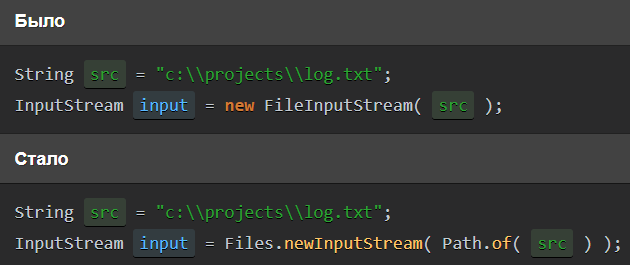 Было
String src = "c:\\projects\\log.txt";
InputStream input = new FileInputStream( src );
Стало
String src = "c:\\projects\\log.txt";
InputStream input = Files.newInputStream( Path.of( src ) );